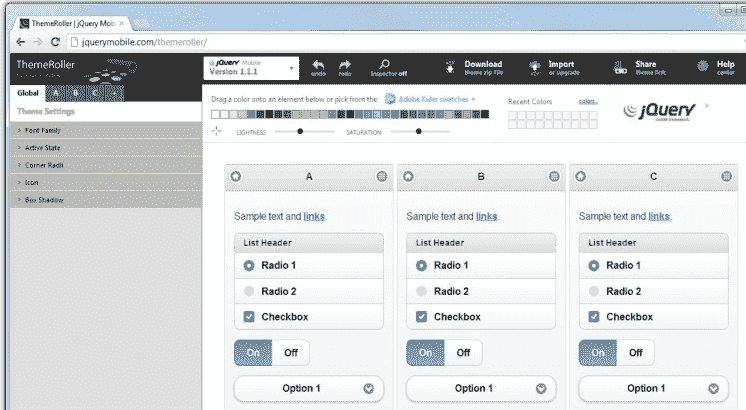 ThemeRoller | jQuery Mob
jquerymobile.com/themeroller/
ThemeRoller
jQuery Mobile
Version 1.1.1
undo
redo
Inspector off
Download
theme zip file
Import
or upgrade
Share
theme link
Help
center
Global A B C +
Theme Settings
Font Family
Active State
Corner Radii
Icon
Box Shadow
Drag a color onto an element below or pick from the Adobe Kuler swatches
LIGHTNESS SATURATION
Recent Colors colors...
jQuery
A
Sample text and links.
List Header
Radio 1
Radio 2
Checkbox
On Off
Option 1
B
Sample text and links.
List Header
Radio 1
Radio 2
Checkbox
On Off
Option 1
C
Sample text and links.
List Header
Radio 1
Radio 2
Checkbox
On Off
Option 1